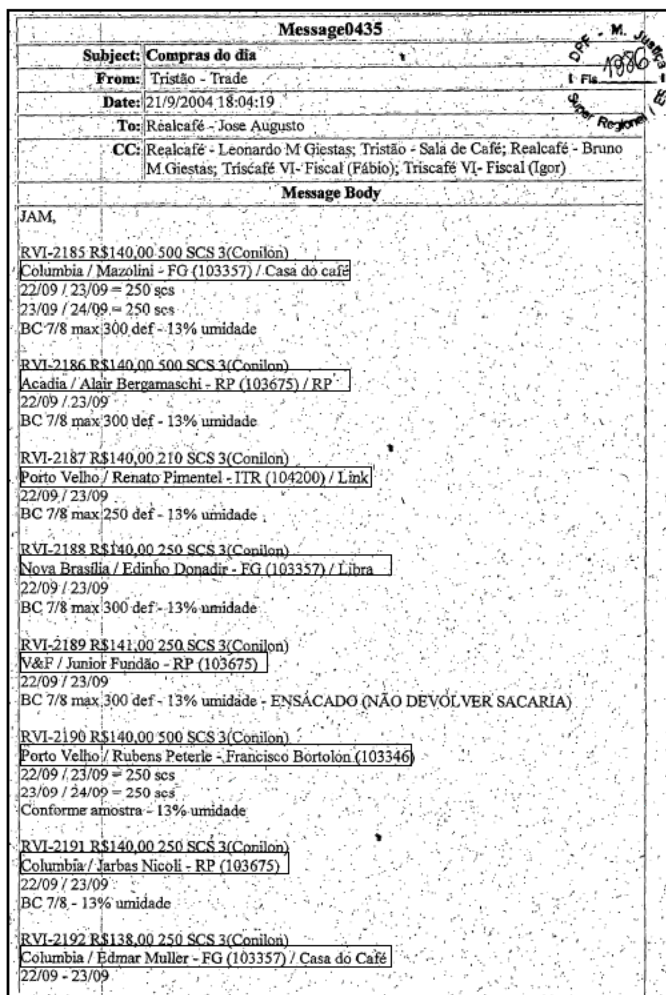 Message0435
Subject: Compras do dia
From: Tristão - Trade
Date: 21/9/2004 18:04:19
To: Realcafé - Jose Augusto
CC: Realcafé - Leonardo M Giestas; Tristão - Sala de Café; Realcafé - Bruno
M.Giestas; Triscafé VI- Fiscal (Fábio); Triscafé VI- Fiscal (Igor)
DPF - M. Justiça
Fls. 1086
Super Regional /
Message Body
JAM,
RVI-2185 R$140,00 500 SCS 3(Conilon)
Columbia / Mazolini - FG (103357) / Casa do café
22/09 / 23/09 = 250 scs
23/09 / 24/09 = 250 scs
BC 7/8 max 300 def - 13% umidade
RVI-2186 R$140,00 500 SCS 3(Conilon)
Acadia / Alair Bergamaschi - RP (103675) / RP
22/09 / 23/09
BC 7/8 max 300 def - 13% umidade
RVI-2187 R$140,00 210 SCS 3(Conilon)
Porto Velho / Renato Pimentel - ITR (104200) / Link
22/09 / 23/09
BC 7/8 max 250 def - 13% umidade
RVI-2188 R$140,00 250 SCS 3(Conilon)
Nova Brasília / Edinho Donadir - FG (103357) / Libra
22/09 / 23/09
BC 7/8 max 300 def - 13% umidade
RVI-2189 R$141,00 250 SCS 3(Conilon)
V&F / Junior Fundão - RP (103675)
22/09 / 23/09
BC 7/8 max 300 def - 13% umidade - ENSACADO (NÃO DEVOLVER SACARIA)
RVI-2190 R$140,00 500 SCS 3(Conilon)
Porto Velho / Rubens Peterle - Francisco Bortolon (103346)
22/09 / 23/09 = 250 scs
23/09 / 24/09 = 250 scs
Conforme amostra - 13% umidade
RVI-2191 R$140,00 250 SCS 3(Conilon)
Columbia / Jarbas Nicoli - RP (103675)
22/09 / 23/09
BC 7/8 - 13% umidade
RVI-2192 R$138,00 250 SCS 3(Conilon)
Columbia / Edmar Muller - FG (103357) / Casa do Café
22/09 - 23/09